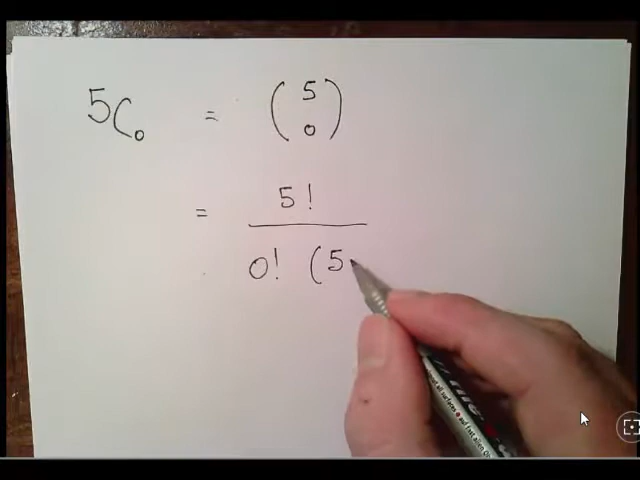 5C₀ = (5 0)
= 5!
0! (5